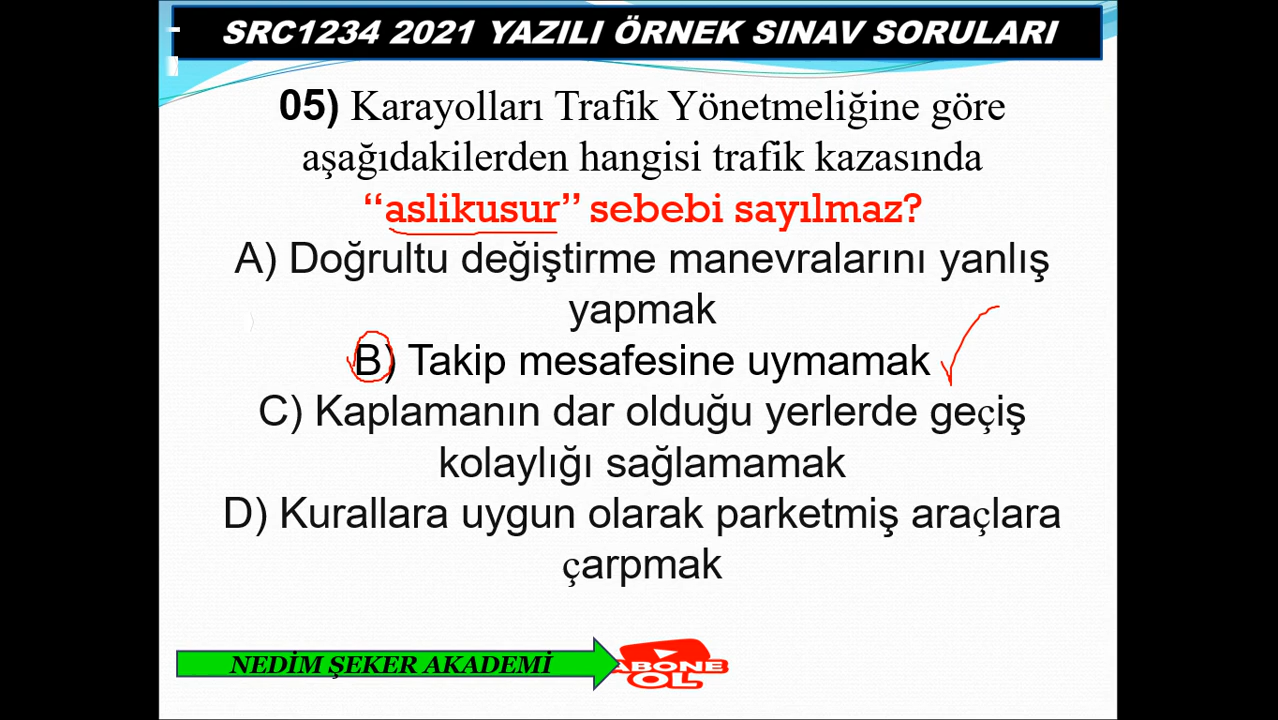 SRC1234 2021 YAZILI ÖRNEK SINAV SORULARI
05) Karayolları Trafik Yönetmeliğine göre
aşağıdakilerden hangisi trafik kazasında
“aslikusur” sebebi sayılmaz?
A) Doğrultu değiştirme manevralarını yanlış
yapmak
B) Takip mesafesine uymamak
C) Kaplamanın dar olduğu yerlerde geçiş
kolaylığı sağlamamak
D) Kurallara uygun olarak parketmiş araçlara
çarpmak
NEDİM ŞEKER AKADEMİ
ABONE
OL